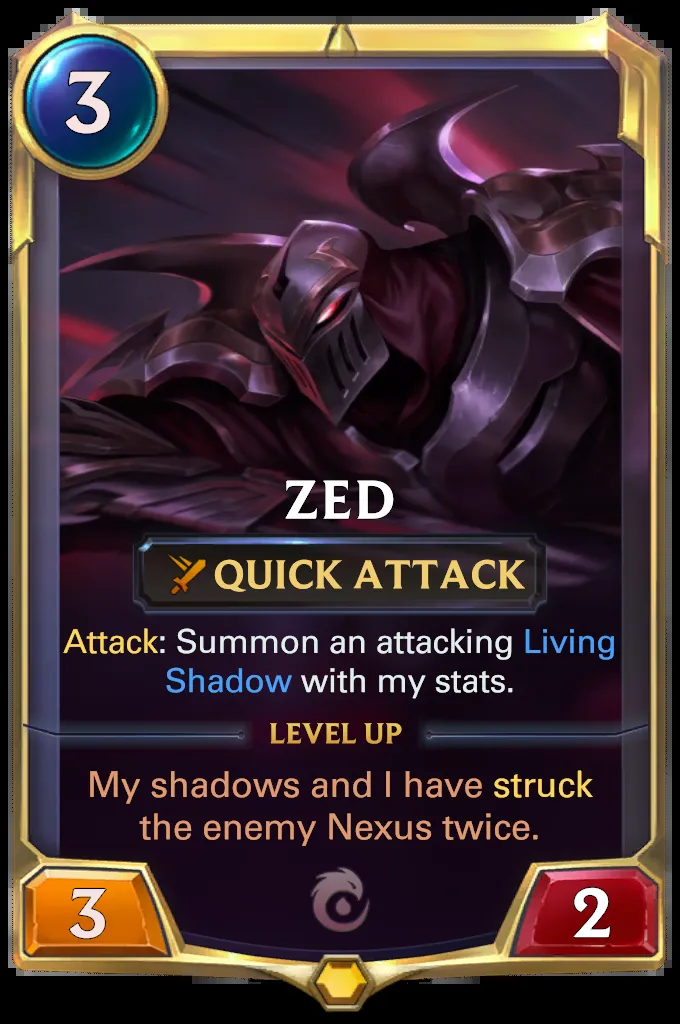 3
ZED
QUICK ATTACK
Attack: Summon an attacking Living
Shadow with my stats.
LEVEL UP
My shadows and I have struck
the enemy Nexus twice.
3
2